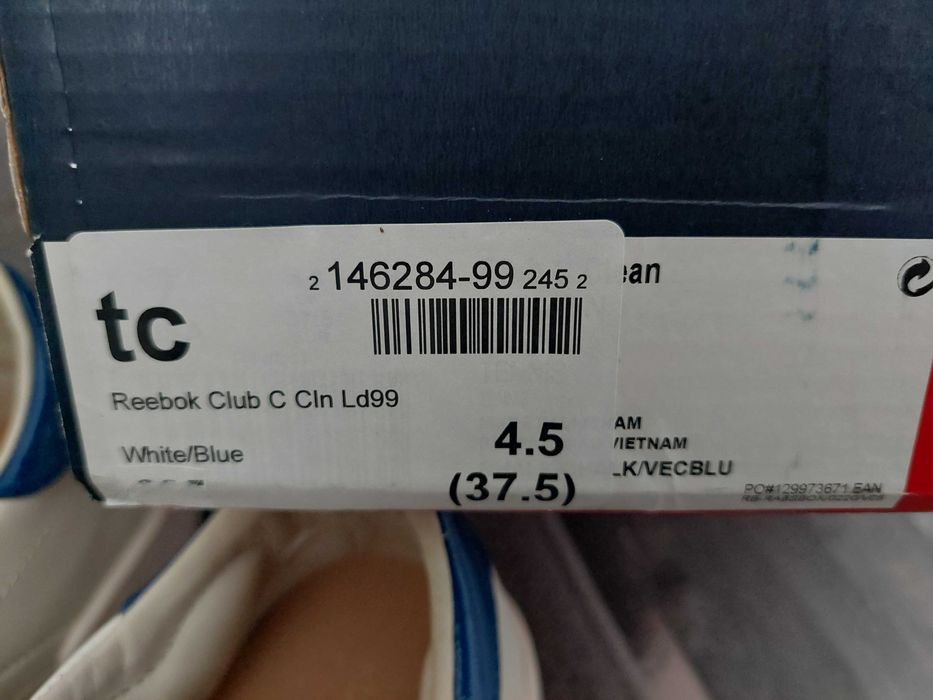 2 146284-99 245 2
tc
Reebok Club C Cln Ld99
4.5
White/Blue
(37.5)
ean
AM
VIETNAM
LK/VECBLU
PO#129973671 EAN